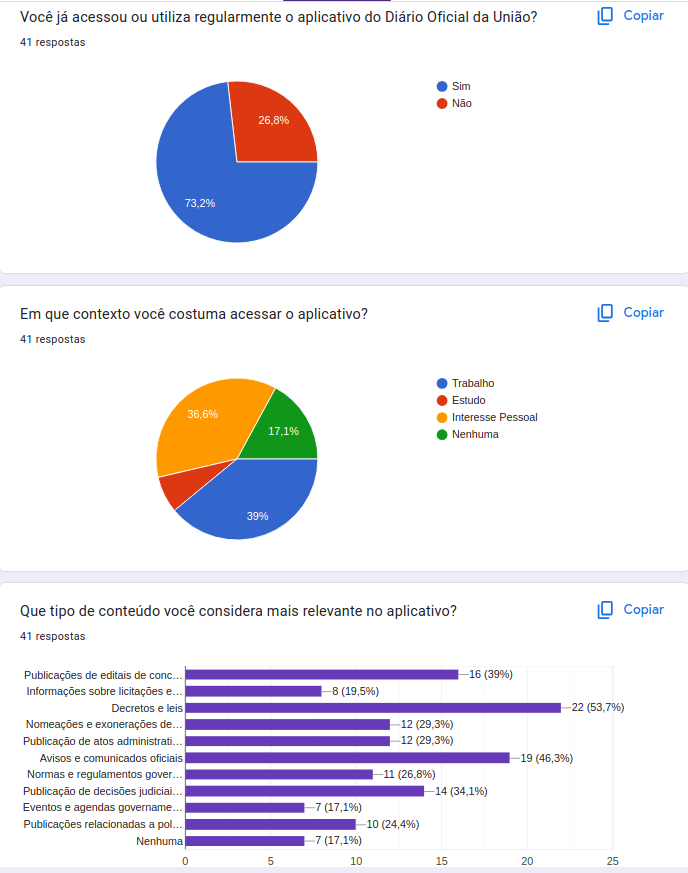 Você já acessou ou utiliza regularmente o aplicativo do Diário Oficial da União?
Copiar
41 respostas
Sim
Não
26,8%
73,2%
Em que contexto você costuma acessar o aplicativo?
Copiar
41 respostas
Trabalho
Estudo
Interesse Pessoal
Nenhuma
36,6%
17,1%
39%
Que tipo de conteúdo você considera mais relevante no aplicativo?
Copiar
41 respostas
Publicações de editais de conc… 16 (39%)
Informações sobre licitações e… 8 (19,5%)
Decretos e leis 22 (53,7%)
Nomeações e exonerações de… 12 (29,3%)
Publicação de atos administrati… 12 (29,3%)
Avisos e comunicados oficiais 19 (46,3%)
Normas e regulamentos gover… 11 (26,8%)
Publicação de decisões judiciai… 14 (34,1%)
Eventos e agendas govername… 7 (17,1%)
Publicações relacionadas a pol… 10 (24,4%)
Nenhuma 7 (17,1%)
0 5 10 15 20 25